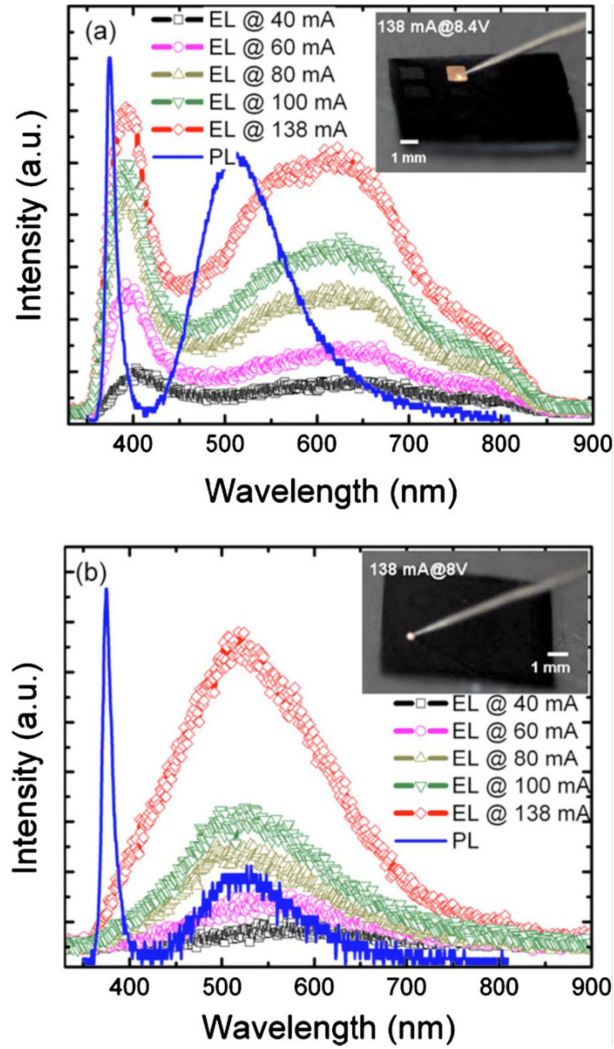 (a)
EL @ 40 mA
EL @ 60 mA
EL @ 80 mA
EL @ 100 mA
EL @ 138 mA
PL
138 mA@8.4V
1 mm
Intensity (a.u.)
400 500 600 700 800 900
Wavelength (nm)
(b)
138 mA@8V
1 mm
EL @ 40 mA
EL @ 60 mA
EL @ 80 mA
EL @ 100 mA
EL @ 138 mA
PL
Intensity (a.u.)
400 500 600 700 800 900
Wavelength (nm)